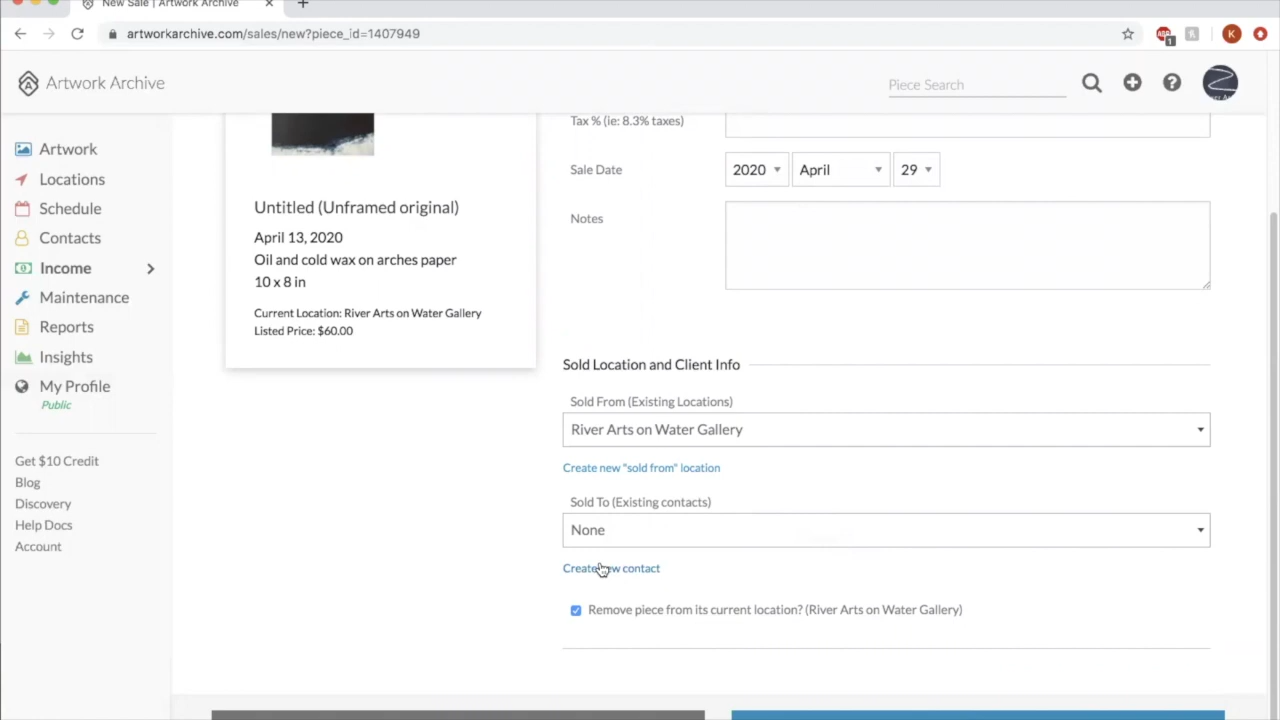 New Sale | Artwork Archive
artworkarchive.com/sales/new?piece_id=1407949
ABP
1
K
Artwork Archive
Piece Search
Artwork
Locations
Schedule
Contacts
Income
Maintenance
Reports
Insights
My Profile
Public
Get $10 Credit
Blog
Discovery
Help Docs
Account
Untitled (Unframed original)
April 13, 2020
Oil and cold wax on arches paper
10 x 8 in
Current Location: River Arts on Water Gallery
Listed Price: $60.00
Tax % (ie: 8.3% taxes)
Sale Date
2020 April 29
Notes
Sold Location and Client Info
Sold From (Existing Locations)
River Arts on Water Gallery
Create new "sold from" location
Sold To (Existing contacts)
None
Create new contact
Remove piece from its current location? (River Arts on Water Gallery)